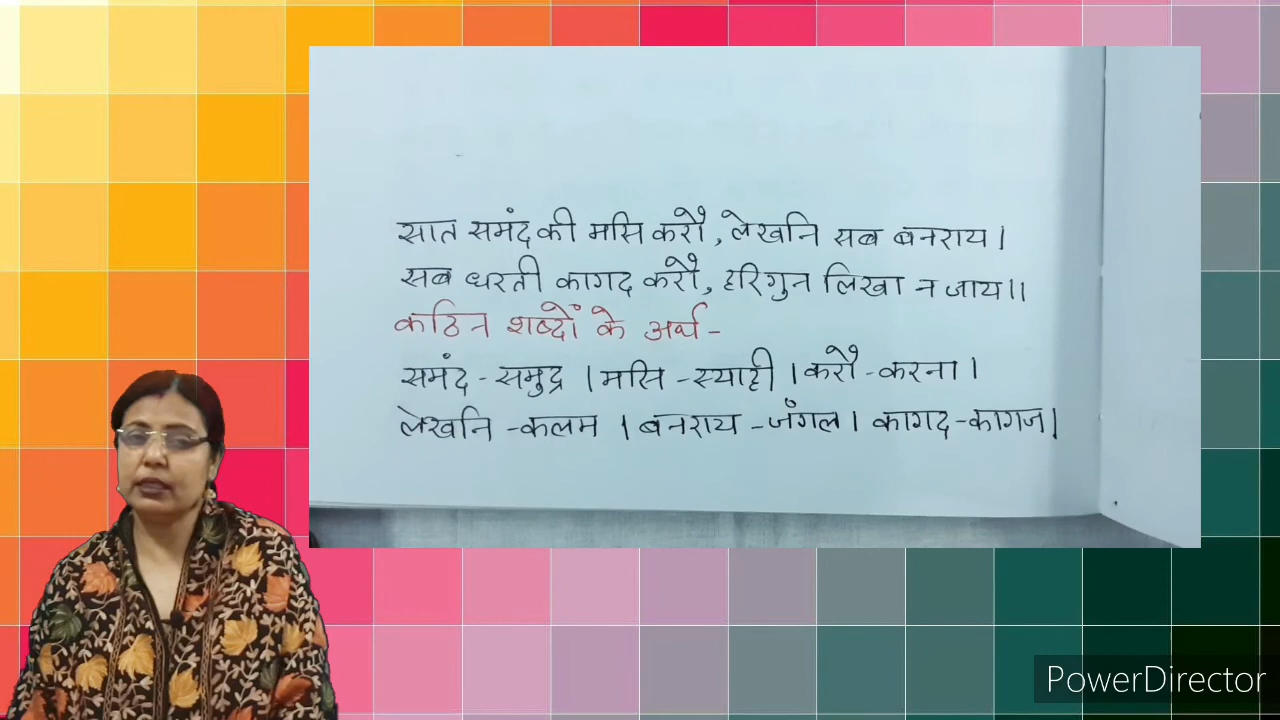 सात समंद की मसि करौ, लेखनि सब बनराय।
सब धरती कागद करौ, हरिगुन लिखा न जाय॥
कठिन शब्दों के अर्थ-
समंद - समुद्र । मसि - स्याही । करौ - करना ।
लेखनि - कलम । बनराय - जंगल । कागद - कागज ।
PowerDirector